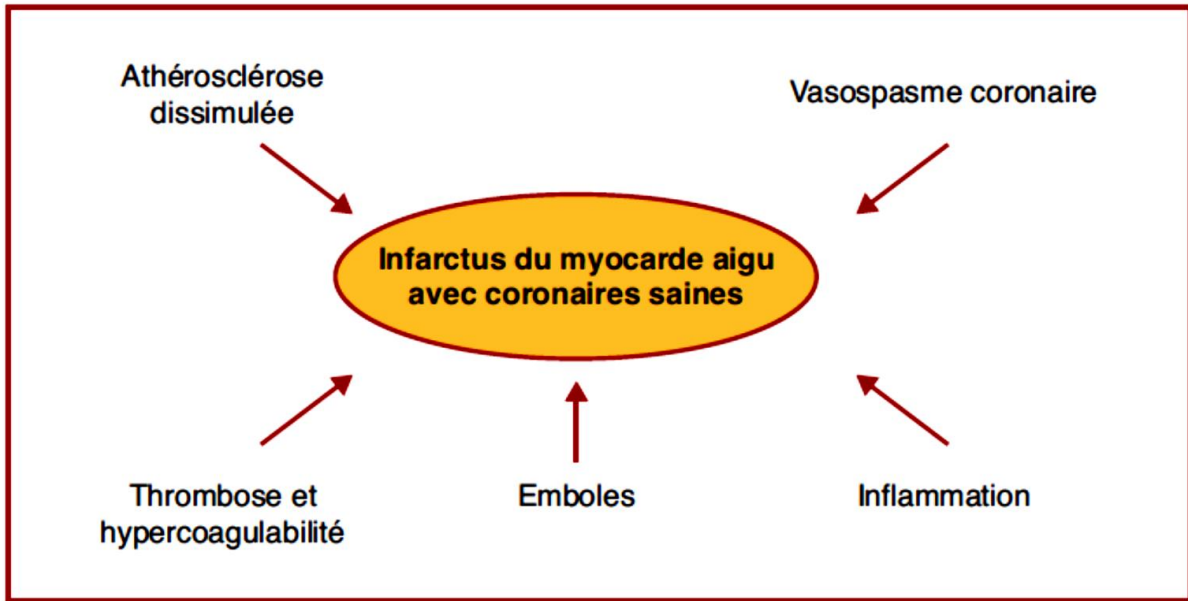 Athérosclérose
dissimulée
Vasospasme coronaire
Infarctus du myocarde aigu
avec coronaires saines
Thrombose et
hypercoagulabilité
Emboles
Inflammation